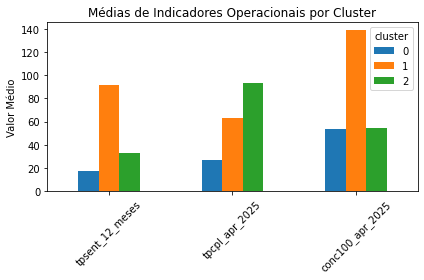 Médias de Indicadores Operacionais por Cluster
Valor Médio
140
120
100
80
60
40
20
0
cluster
0
1
2
tpsent_12_meses
tpcpl_apr_2025
conc100_apr_2025